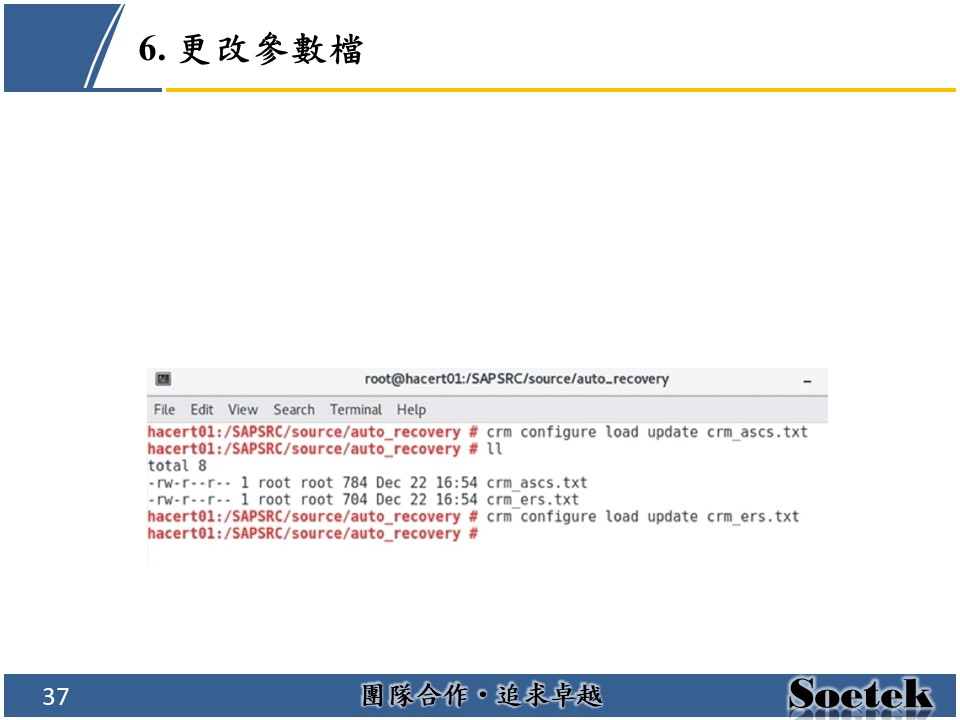 6. 更改參數檔
root@hacert01:/SAPSRC/source/auto_recovery
File Edit View Search Terminal Help
hacert01:/SAPSRC/source/auto_recovery # crm configure load update crm_ascs.txt
hacert01:/SAPSRC/source/auto_recovery # ll
total 8
-rw-r--r-- 1 root root 784 Dec 22 16:54 crm_ascs.txt
-rw-r--r-- 1 root root 704 Dec 22 16:54 crm_ers.txt
hacert01:/SAPSRC/source/auto_recovery # crm configure load update crm_ers.txt
hacert01:/SAPSRC/source/auto_recovery #
37
團隊合作·追求卓越
Soetek